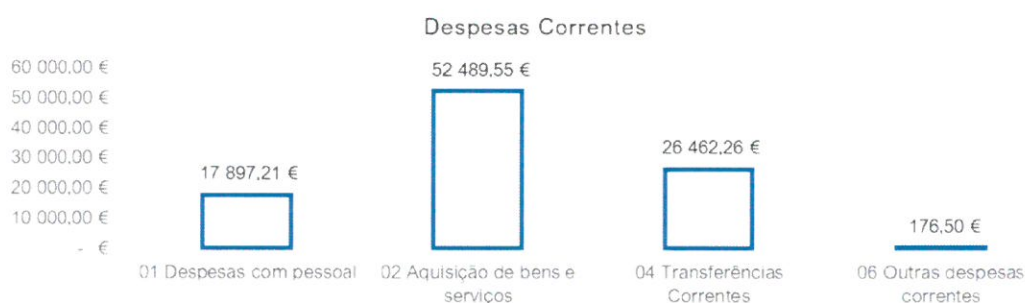 Despesas Correntes
60 000,00 €
50 000,00 €
40 000,00 €
30 000,00 €
20 000,00 €
10 000,00 €
- €
17 897,21 €
52 489,55 €
26 462,26 €
176,50 €
01 Despesas com pessoal
02 Aquisição de bens e
serviços
04 Transferências
Correntes
06 Outras despesas
correntes